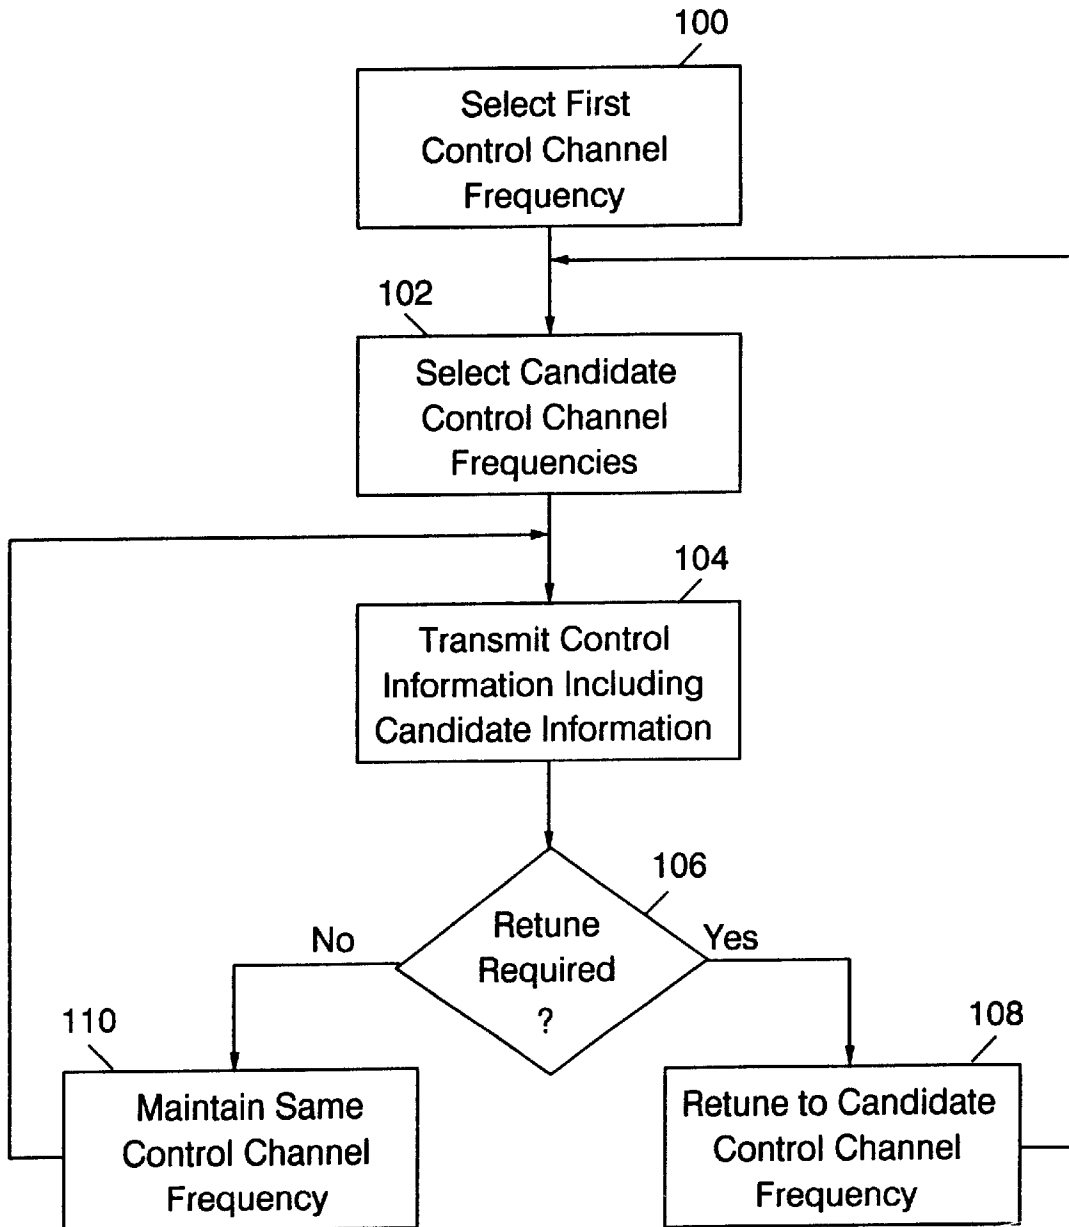 100
Select First
Control Channel
Frequency
102
Select Candidate
Control Channel
Frequencies
104
Transmit Control
Information Including
Candidate Information
106
Retune
Required
?
No
Yes
110
Maintain Same
Control Channel
Frequency
108
Retune to Candidate
Control Channel
Frequency